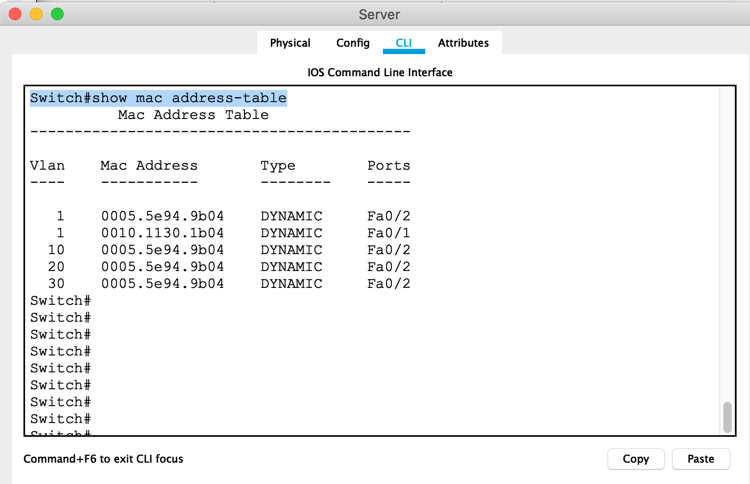 Server
Physical Config CLI Attributes
IOS Command Line Interface
Switch#show mac address-table
Mac Address Table
-------------------------------------------
Vlan Mac Address Type Ports
---- ----------- -------- -----
1 0005.5e94.9b04 DYNAMIC Fa0/2
1 0010.1130.1b04 DYNAMIC Fa0/1
10 0005.5e94.9b04 DYNAMIC Fa0/2
20 0005.5e94.9b04 DYNAMIC Fa0/2
30 0005.5e94.9b04 DYNAMIC Fa0/2
Switch#
Switch#
Switch#
Switch#
Switch#
Switch#
Switch#
Switch#
Switch#
Command+F6 to exit CLI focus Copy Paste